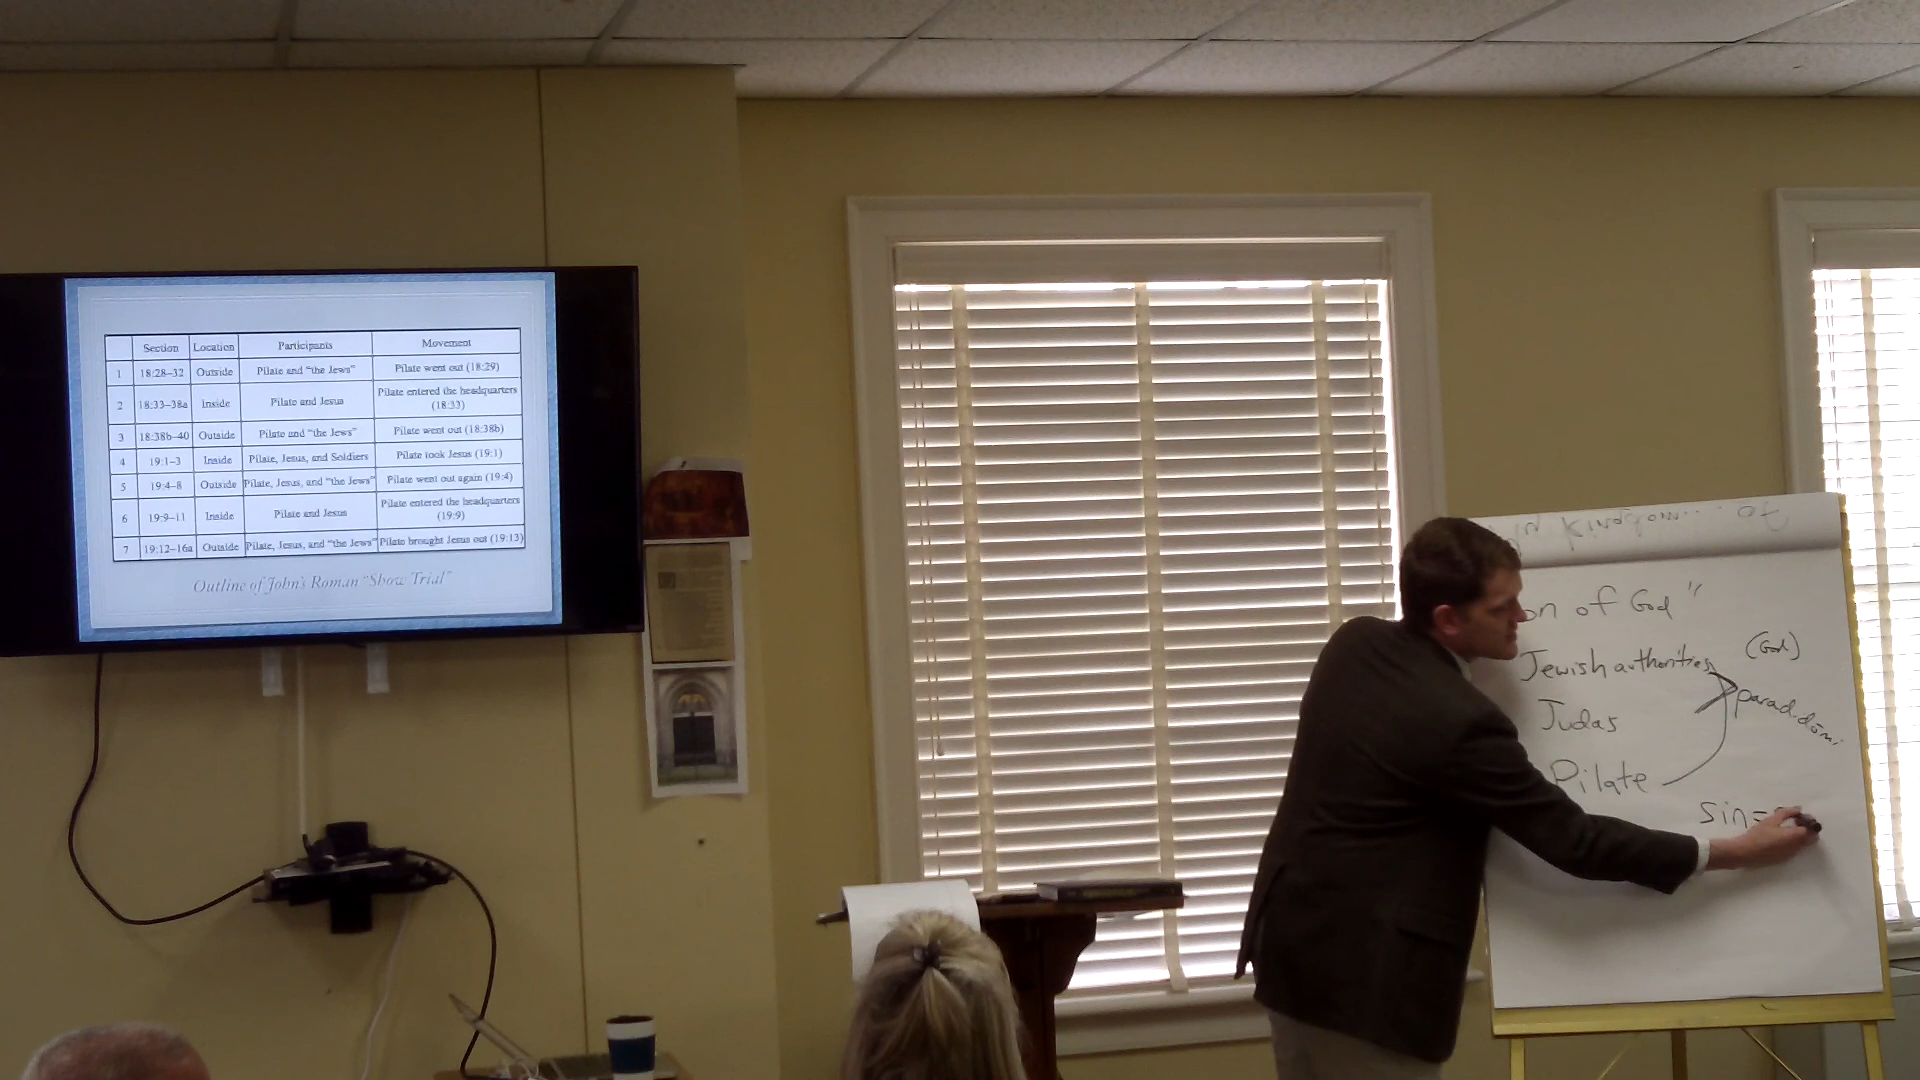 Section Location Participants Movement
1 18:28–32 Outside Pilate and "the Jews" Pilate went out (18:29)
2 18:33–38a Inside Pilate and Jesus Pilate entered the headquarters (18:33)
3 18:38b–40 Outside Pilate and "the Jews" Pilate went out (18:38b)
4 19:1–3 Inside Pilate, Jesus, and Soldiers Pilate took Jesus (19:1)
5 19:4–8 Outside Pilate, Jesus, and "the Jews" Pilate went out again (19:4)
6 19:9–11 Inside Pilate and Jesus Pilate entered the headquarters (19:9)
7 19:12–16a Outside Pilate, Jesus, and "the Jews" Pilate brought Jesus out (19:13)
Outline of John's Roman "Show Trial"
Kingdom... of
on of God"
Jewish authorities (God)
Judas paradidōmi
Pilate
sin=